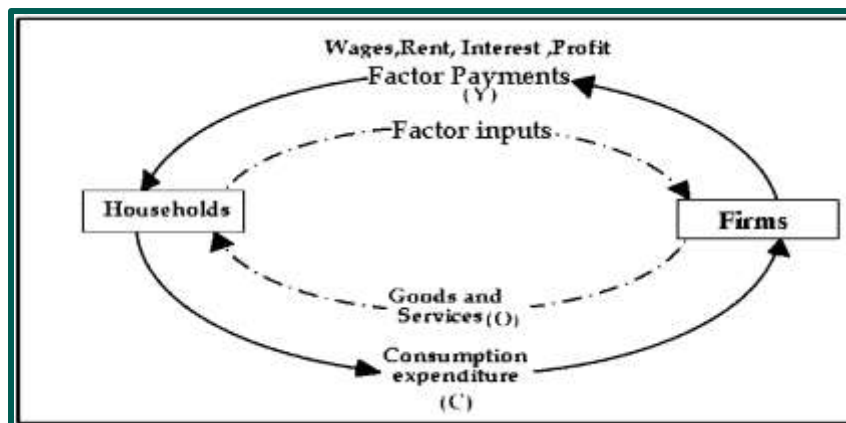 Wages,Rent, Interest ,Profit
Factor Payments
(Y)
Factor inputs
Households
Firms
Goods and
Services(O)
Consumption
expenditure
(C)